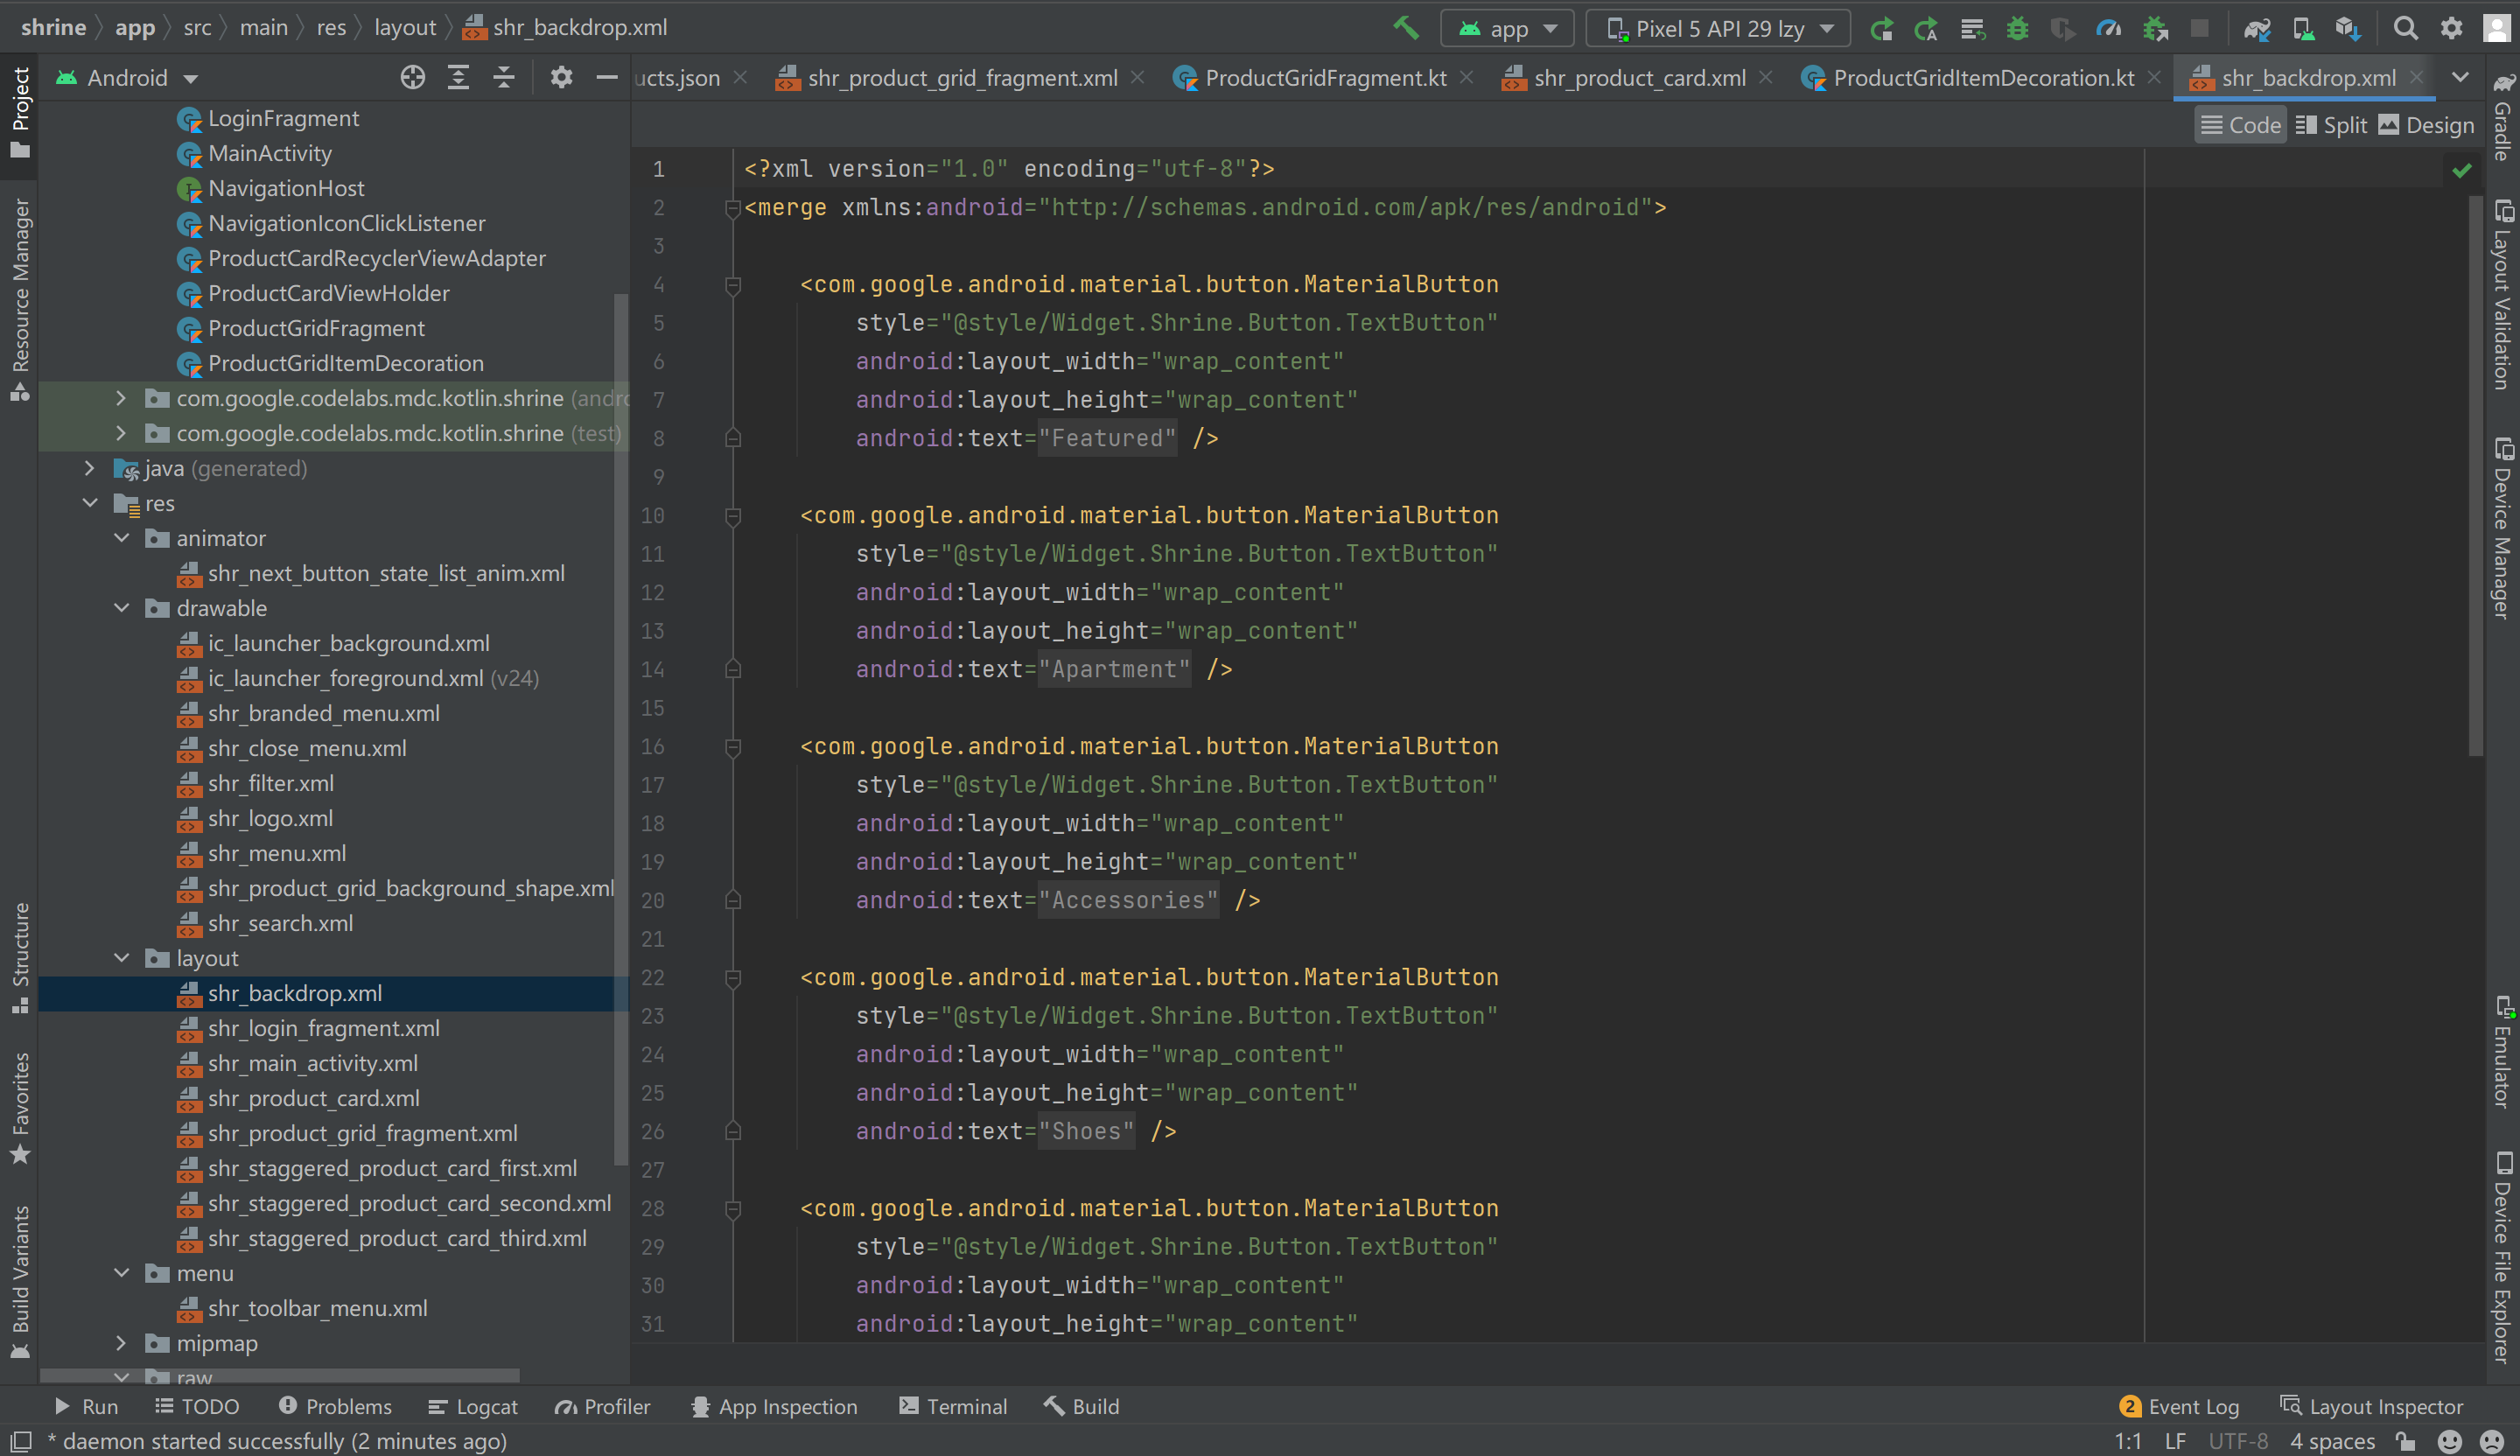 shrine app src main res layout shr_backdrop.xml
app
Pixel 5 API 29 lzy
Android
ucts.json
shr_product_grid_fragment.xml
ProductGridFragment.kt
shr_product_card.xml
ProductGridItemDecoration.kt
shr_backdrop.xml
Code
Split
Design
Project
Resource Manager
Structure
Favorites
Build Variants
LoginFragment
MainActivity
NavigationHost
NavigationIconClickListener
ProductCardRecyclerViewAdapter
ProductCardViewHolder
ProductGridFragment
ProductGridItemDecoration
com.google.codelabs.mdc.kotlin.shrine (andro
com.google.codelabs.mdc.kotlin.shrine (test)
java (generated)
res
animator
shr_next_button_state_list_anim.xml
drawable
ic_launcher_background.xml
ic_launcher_foreground.xml (v24)
shr_branded_menu.xml
shr_close_menu.xml
shr_filter.xml
shr_logo.xml
shr_menu.xml
shr_product_grid_background_shape.xml
shr_search.xml
layout
shr_backdrop.xml
shr_login_fragment.xml
shr_main_activity.xml
shr_product_card.xml
shr_product_grid_fragment.xml
shr_staggered_product_card_first.xml
shr_staggered_product_card_second.xml
shr_staggered_product_card_third.xml
menu
shr_toolbar_menu.xml
mipmap
raw
1 <?xml version="1.0" encoding="utf-8"?>
2 <merge xmlns:android="http://schemas.android.com/apk/res/android">
3
4 <com.google.android.material.button.MaterialButton
5 style="@style/Widget.Shrine.Button.TextButton"
6 android:layout_width="wrap_content"
7 android:layout_height="wrap_content"
8 android:text="Featured" />
9
10 <com.google.android.material.button.MaterialButton
11 style="@style/Widget.Shrine.Button.TextButton"
12 android:layout_width="wrap_content"
13 android:layout_height="wrap_content"
14 android:text="Apartment" />
15
16 <com.google.android.material.button.MaterialButton
17 style="@style/Widget.Shrine.Button.TextButton"
18 android:layout_width="wrap_content"
19 android:layout_height="wrap_content"
20 android:text="Accessories" />
21
22 <com.google.android.material.button.MaterialButton
23 style="@style/Widget.Shrine.Button.TextButton"
24 android:layout_width="wrap_content"
25 android:layout_height="wrap_content"
26 android:text="Shoes" />
27
28 <com.google.android.material.button.MaterialButton
29 style="@style/Widget.Shrine.Button.TextButton"
30 android:layout_width="wrap_content"
31 android:layout_height="wrap_content"
Gradle
Layout Validation
Device Manager
Emulator
Device File Explorer
Run
TODO
Problems
Logcat
Profiler
App Inspection
Terminal
Build
2 Event Log
Layout Inspector
* daemon started successfully (2 minutes ago)
1:1 LF UTF-8 4 spaces